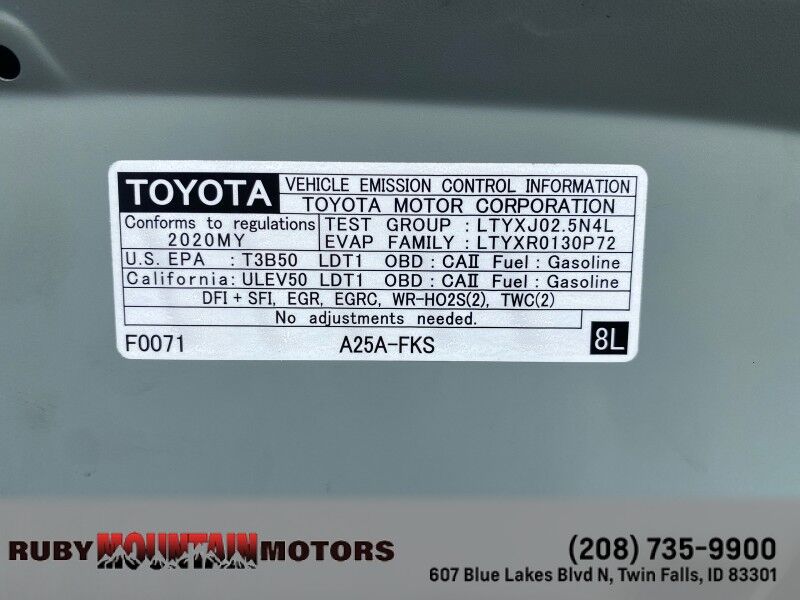 TOYOTA VEHICLE EMISSION CONTROL INFORMATION
TOYOTA MOTOR CORPORATION
Conforms to regulations TEST GROUP : LTYXJ02.5N4L
2020MY EVAP FAMILY : LTYXR0130P72
U.S. EPA : T3B50 LDT1 OBD : CAⅡ Fuel : Gasoline
California: ULEV50 LDT1 OBD : CAⅡ Fuel : Gasoline
DFI + SFI, EGR, EGRC, WR-HO2S(2), TWC(2)
No adjustments needed.
F0071 A25A-FKS 8L
RUBY MOUNTAIN MOTORS (208) 735-9900
607 Blue Lakes Blvd N, Twin Falls, ID 83301